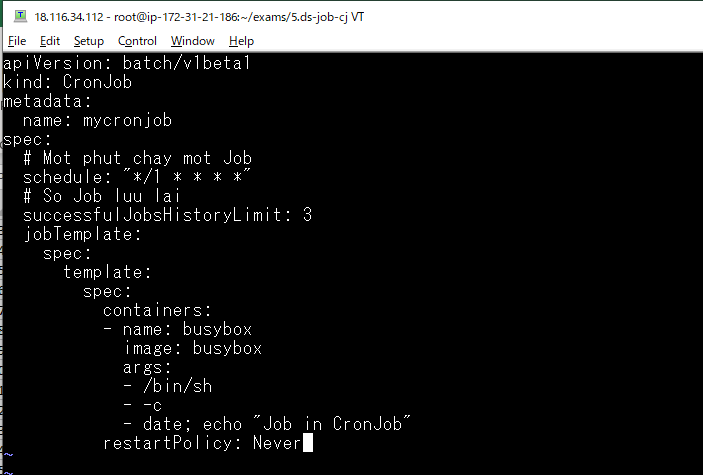 18.116.34.112 - root@ip-172-31-21-186:~/exams/5.ds-job-cj VT
File Edit Setup Control Window Help
apiVersion: batch/v1beta1
kind: CronJob
metadata:
  name: mycronjob
spec:
  # Mot phut chay mot Job
  schedule: "*/1 * * * *"
  # So Job luu lai
  successfulJobsHistoryLimit: 3
  jobTemplate:
    spec:
      template:
        spec:
          containers:
          - name: busybox
            image: busybox
            args:
            - /bin/sh
            - -c
            - date; echo "Job in CronJob"
          restartPolicy: Never
~
~